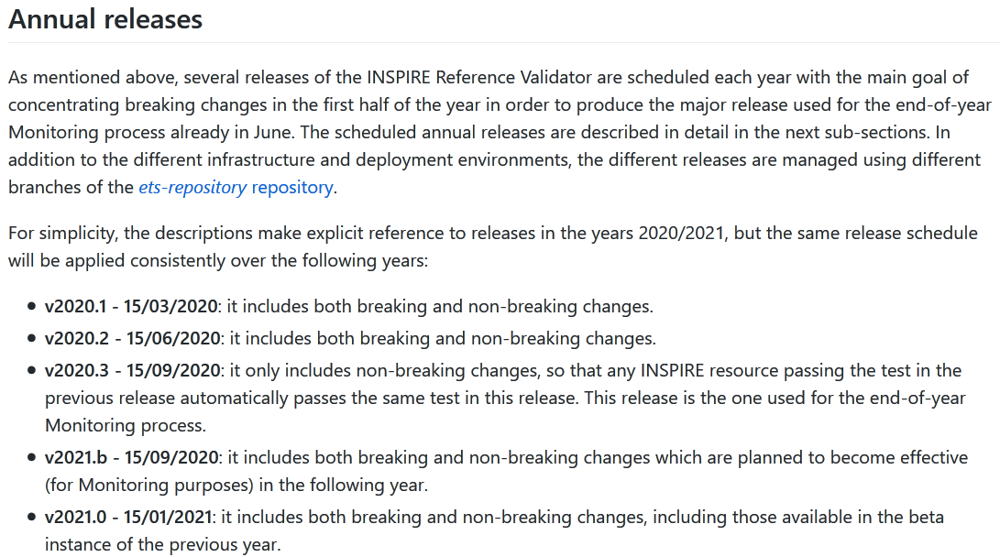 Annual releases
As mentioned above, several releases of the INSPIRE Reference Validator are scheduled each year with the main goal of
concentrating breaking changes in the first half of the year in order to produce the major release used for the end-of-year
Monitoring process already in June. The scheduled annual releases are described in detail in the next sub-sections. In
addition to the different infrastructure and deployment environments, the different releases are managed using different
branches of the ets-repository repository.
For simplicity, the descriptions make explicit reference to releases in the years 2020/2021, but the same release schedule
will be applied consistently over the following years:
• v2020.1 - 15/03/2020: it includes both breaking and non-breaking changes.
• v2020.2 - 15/06/2020: it includes both breaking and non-breaking changes.
• v2020.3 - 15/09/2020: it only includes non-breaking changes, so that any INSPIRE resource passing the test in the
previous release automatically passes the same test in this release. This release is the one used for the end-of-year
Monitoring process.
• v2021.b - 15/09/2020: it includes both breaking and non-breaking changes which are planned to become effective
(for Monitoring purposes) in the following year.
• v2021.0 - 15/01/2021: it includes both breaking and non-breaking changes, including those available in the beta
instance of the previous year.